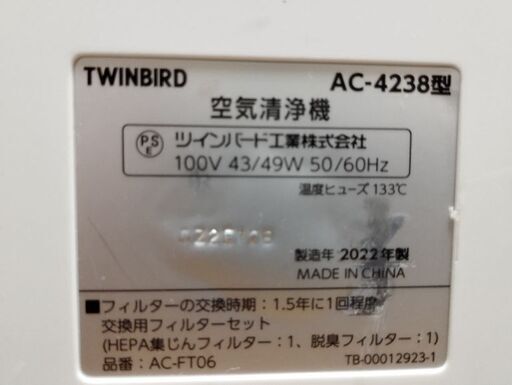 TWINBIRD AC-4238型
空気清浄機
PS
E
ツインバード工業株式会社
100V 43/49W 50/60Hz
温度ヒューズ 133℃
製造年 2022年製
MADE IN CHINA
■フィルターの交換時期：1.5年に1回程度
交換用フィルターセット
(HEPA集じんフィルター：1、脱臭フィルター：1)
品番：AC-FT06 TB-00012923-1